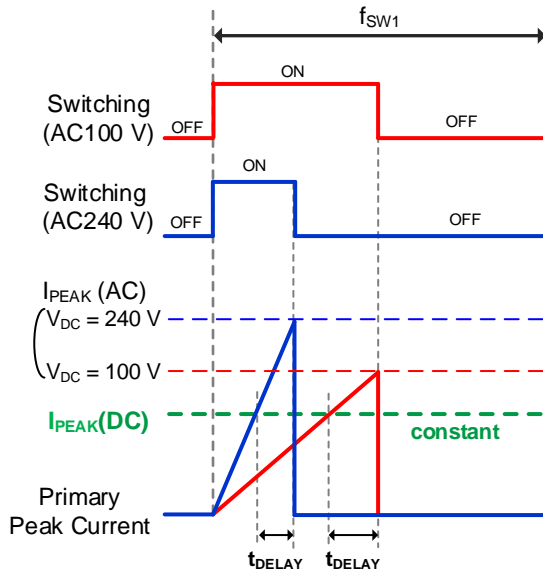 fSW1
ON
Switching
(AC100 V)
OFF
OFF
ON
Switching
(AC240 V)
OFF
OFF
IPEAK (AC)
VDC = 240 V
VDC = 100 V
IPEAK(DC)
constant
Primary
Peak Current
tDELAY
tDELAY